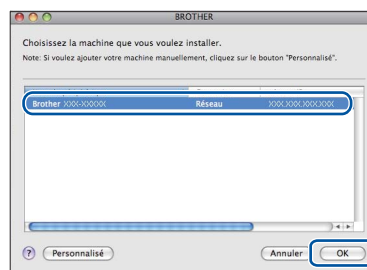 BROTHER
Choisissez la machine que vous voulez installer.
Note: Si voulez ajouter votre machine manuellement, cliquez sur le bouton "Personnalisé".
Brother XXX-XXXXX Réseau XXX.XXX.XXX.XXX
? Personnalisé Annuler OK